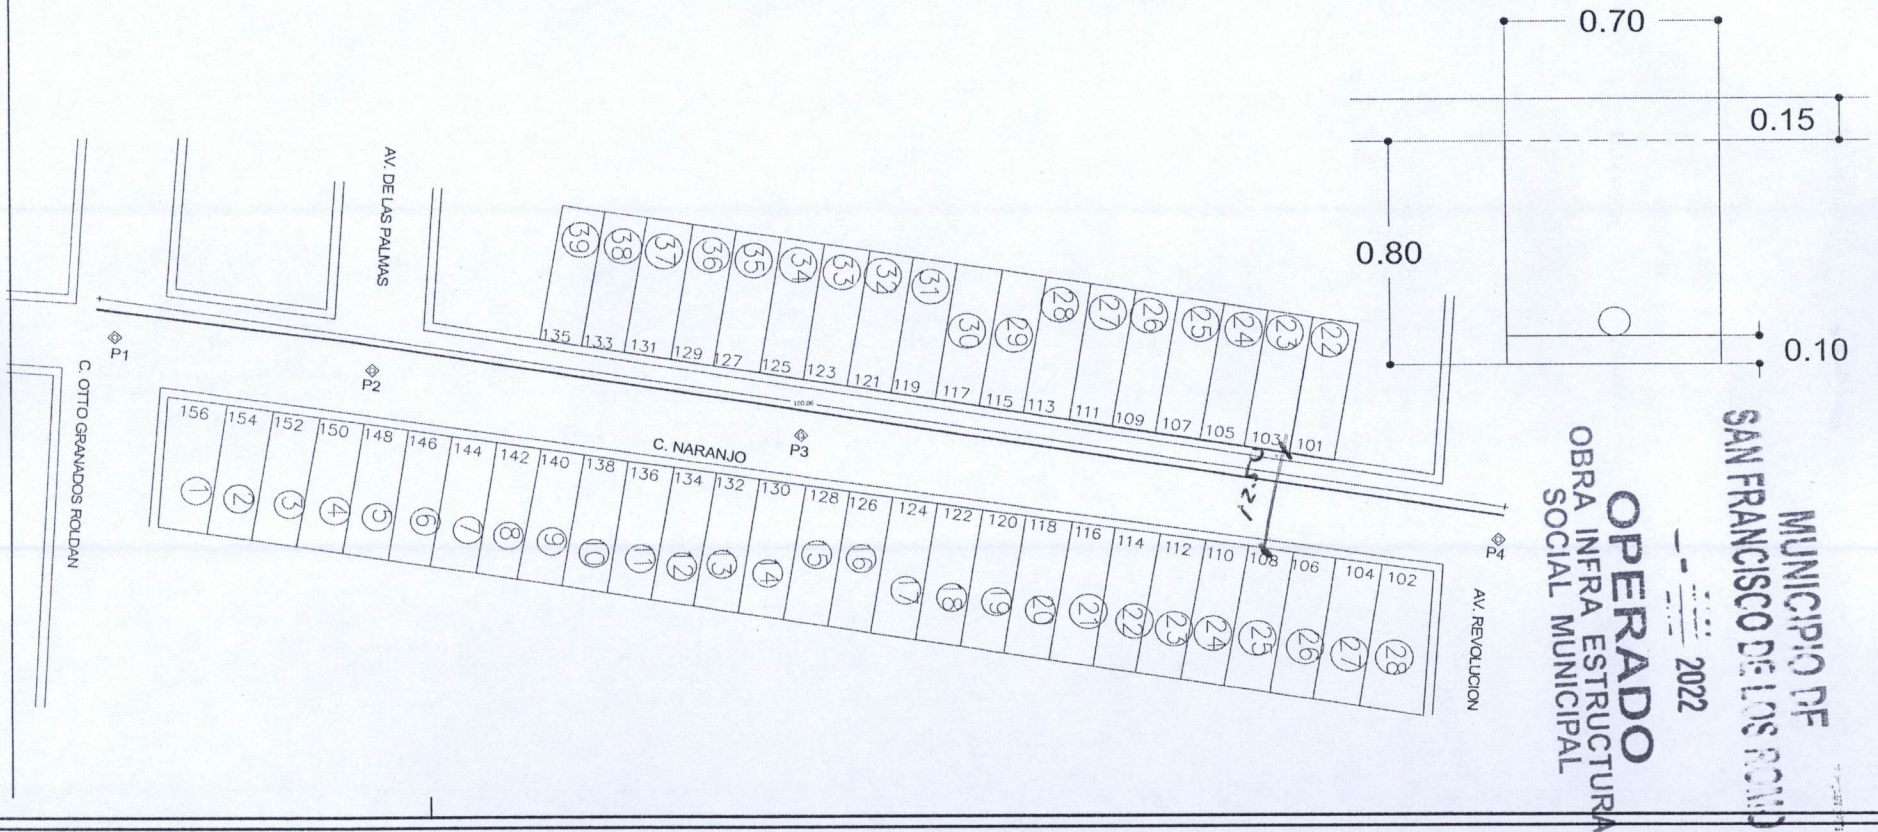 0.70
0.15
0.80
0.10
AV. DE LAS PALMAS
39 38 37 36 35 34 33 32 31 30 29 28 27 26 25 24 23 22
135 133 131 129 127 125 123 121 119 117 115 113 111 109 107 105 103 101
P1
P2
P3
P4
C. OTTO GRANADOS ROLDAN
C. NARANJO
12.50
156 154 152 150 148 146 144 142 140 138 136 134 132 130 128 126 124 122 120 118 116 114 112 110 108 106 104 102
1 2 3 4 5 6 7 8 9 10 11 12 13 14 15 16 17 18 19 20 21 22 23 24 25 26 27 28
AV. REVOLUCION
MUNICIPIO DE
SAN FRANCISCO DE LOS ROMO
2022
OPERADO
OBRA INFRA ESTRUCTURA
SOCIAL MUNICIPAL